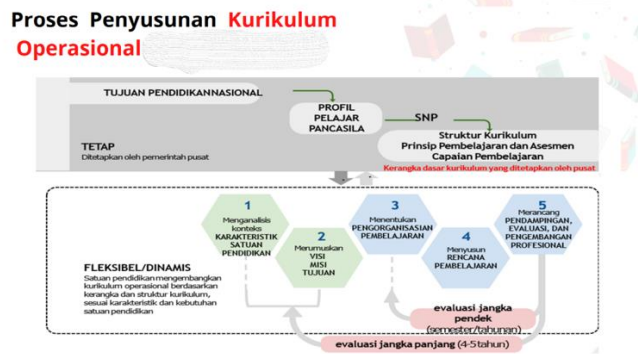 Proses Penyusunan Kurikulum
Operasional
TUJUAN PENDIDIKANNASIONAL
PROFIL
PELAJAR
PANCASILA
SNP
Struktur Kurikulum
Prinsip Pembelajaran dan Asesmen
Capaian Pembelajaran
Kerangka dasar kurikulum yang ditetapkan oleh pusat
TETAP
Ditetapkan oleh pemerintah pusat
1
Menganalisis
konteks
KARAKTERISTIK
SATUAN
PENDIDIKAN
2
Merumuskan
VISI
MISI
TUJUAN
3
Menentukan
PENGORGANISASIAN
PEMBELAJARAN
4
Menyusun
RENCANA
PEMBELAJARAN
5
Merancang
PENDAMPINGAN,
EVALUASI, DAN
PENGEMBANGAN
PROFESIONAL
FLEKSIBEL/DINAMIS
Satuan pendidikan mengembangkan
kurikulum operasional berdasarkan
kerangka dan struktur kurikulum,
sesuai karakteristik dan kebutuhan
satuan pendidikan
evaluasi jangka
pendek
(semester/tahunan)
evaluasi jangka panjang (4-5 tahun)